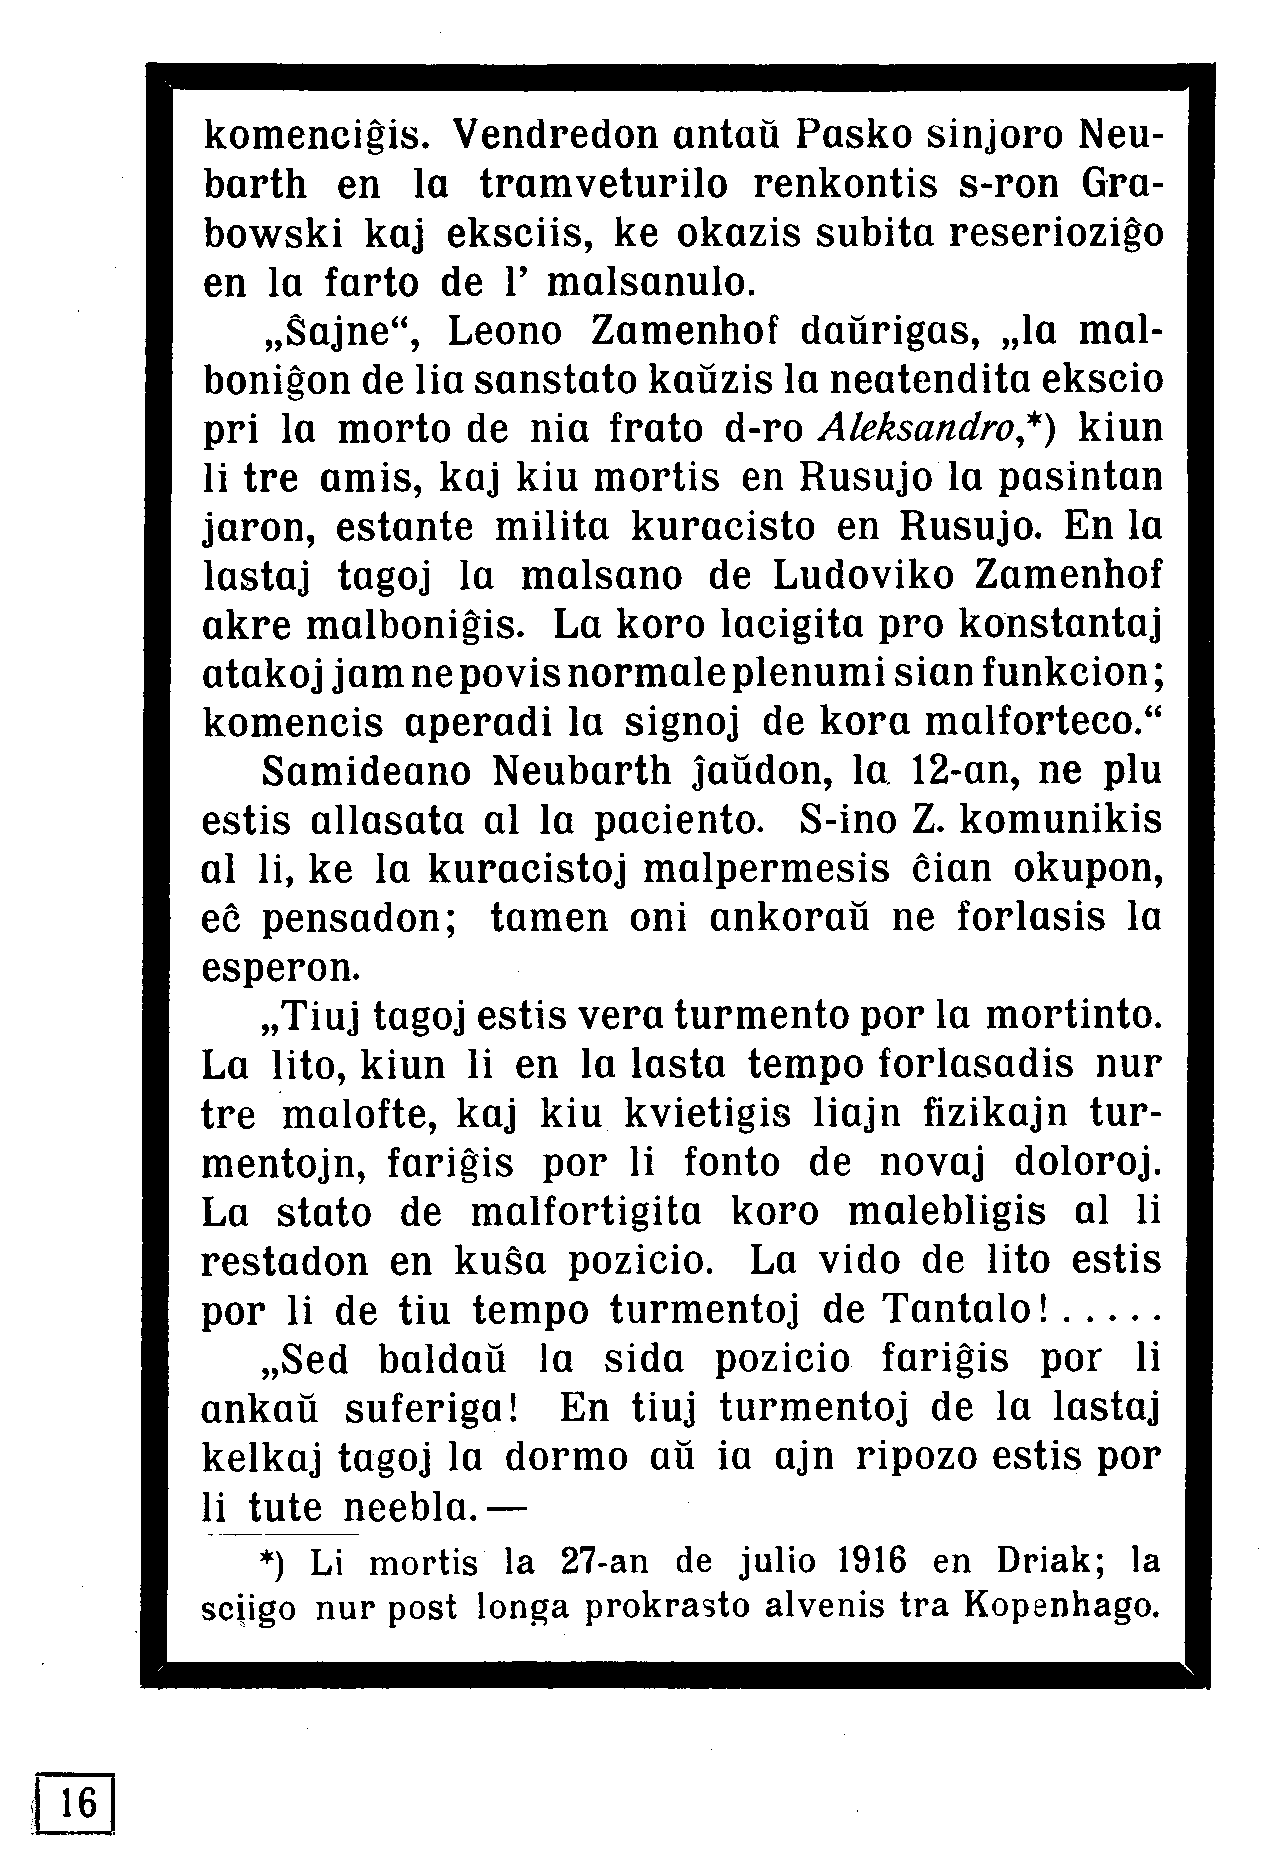 komenciĝis. Vendredon antaŭ Pasko sinjoro Neu-
barth en la tramveturilo renkontis s-ron Gra-
bowski kaj eksciis, ke okazis subita reserioziĝo
en la farto de l’ malsanulo.
„Ŝajne“, Leono Zamenhof daŭrigas, „la mal-
boniĝon de lia sanstato kaŭzis la neatendita ekscio
pri la morto de nia frato d-ro Aleksandro,*) kiun
li tre amis, kaj kiu mortis en Rusujo la pasintan
jaron, estante milita kuracisto en Rusujo. En la
lastaj tagoj la malsano de Ludoviko Zamenhof
akre malboniĝis. La koro lacigita pro konstantaj
atakoj jam ne povis normale plenumi sian funkcion;
komencis aperadi la signoj de kora malforteco.“
Samideano Neubarth ĵaŭdon, la 12-an, ne plu
estis allasata al la paciento. S-ino Z. komunikis
al li, ke la kuracistoj malpermesis ĉian okupon,
eĉ pensadon; tamen oni ankoraŭ ne forlasis la
esperon.
„Tiuj tagoj estis vera turmento por la mortinto.
La lito, kiun li en la lasta tempo forlasadis nur
tre malofte, kaj kiu kvietigis liajn fizikajn tur-
mentojn, fariĝis por li fonto de novaj doloroj.
La stato de malfortigita koro malebligis al li
restadon en kuŝa pozicio. La vido de lito estis
por li de tiu tempo turmentoj de Tantalo! . . . . .
„Sed baldaŭ la sida pozicio fariĝis por li
ankaŭ suferiga! En tiuj turmentoj de la lastaj
kelkaj tagoj la dormo aŭ ia ajn ripozo estis por
li tute neebla. —
*) Li mortis la 27-an de julio 1916 en Driak; la
sciigo nur post longa prokrasto alvenis tra Kopenhago.
16